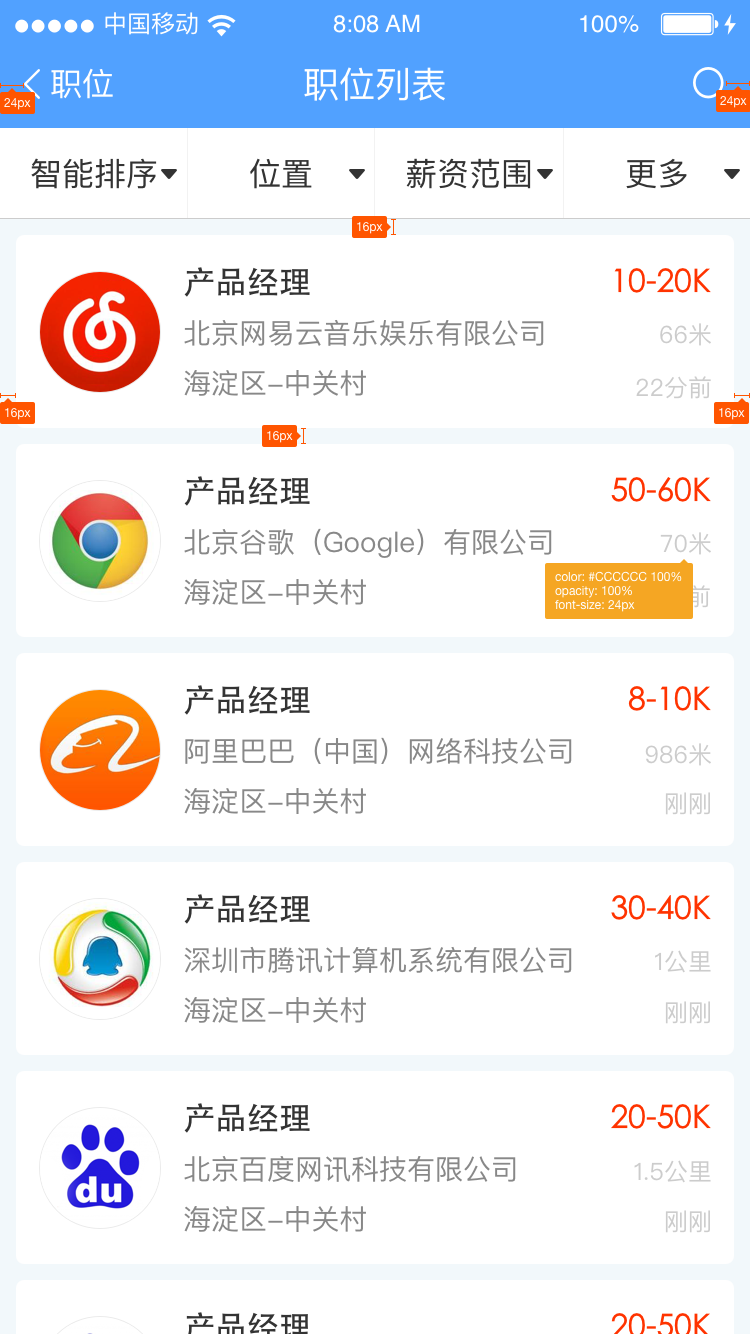 中国移动 8:08 AM 100%
职位 职位列表
24px 24px
智能排序 位置 薪资范围 更多
16px
产品经理 10-20K
北京网易云音乐娱乐有限公司 66米
海淀区-中关村 22分前
16px 16px
16px
产品经理 50-60K
北京谷歌（Google）有限公司 70米
color: #CCCCCC 100%
opacity: 100%
font-size: 24px
海淀区-中关村 前
产品经理 8-10K
阿里巴巴（中国）网络科技公司 986米
海淀区-中关村 刚刚
产品经理 30-40K
深圳市腾讯计算机系统有限公司 1公里
海淀区-中关村 刚刚
产品经理 20-50K
北京百度网讯科技有限公司 1.5公里
du
海淀区-中关村 刚刚
产品经理 20-50K